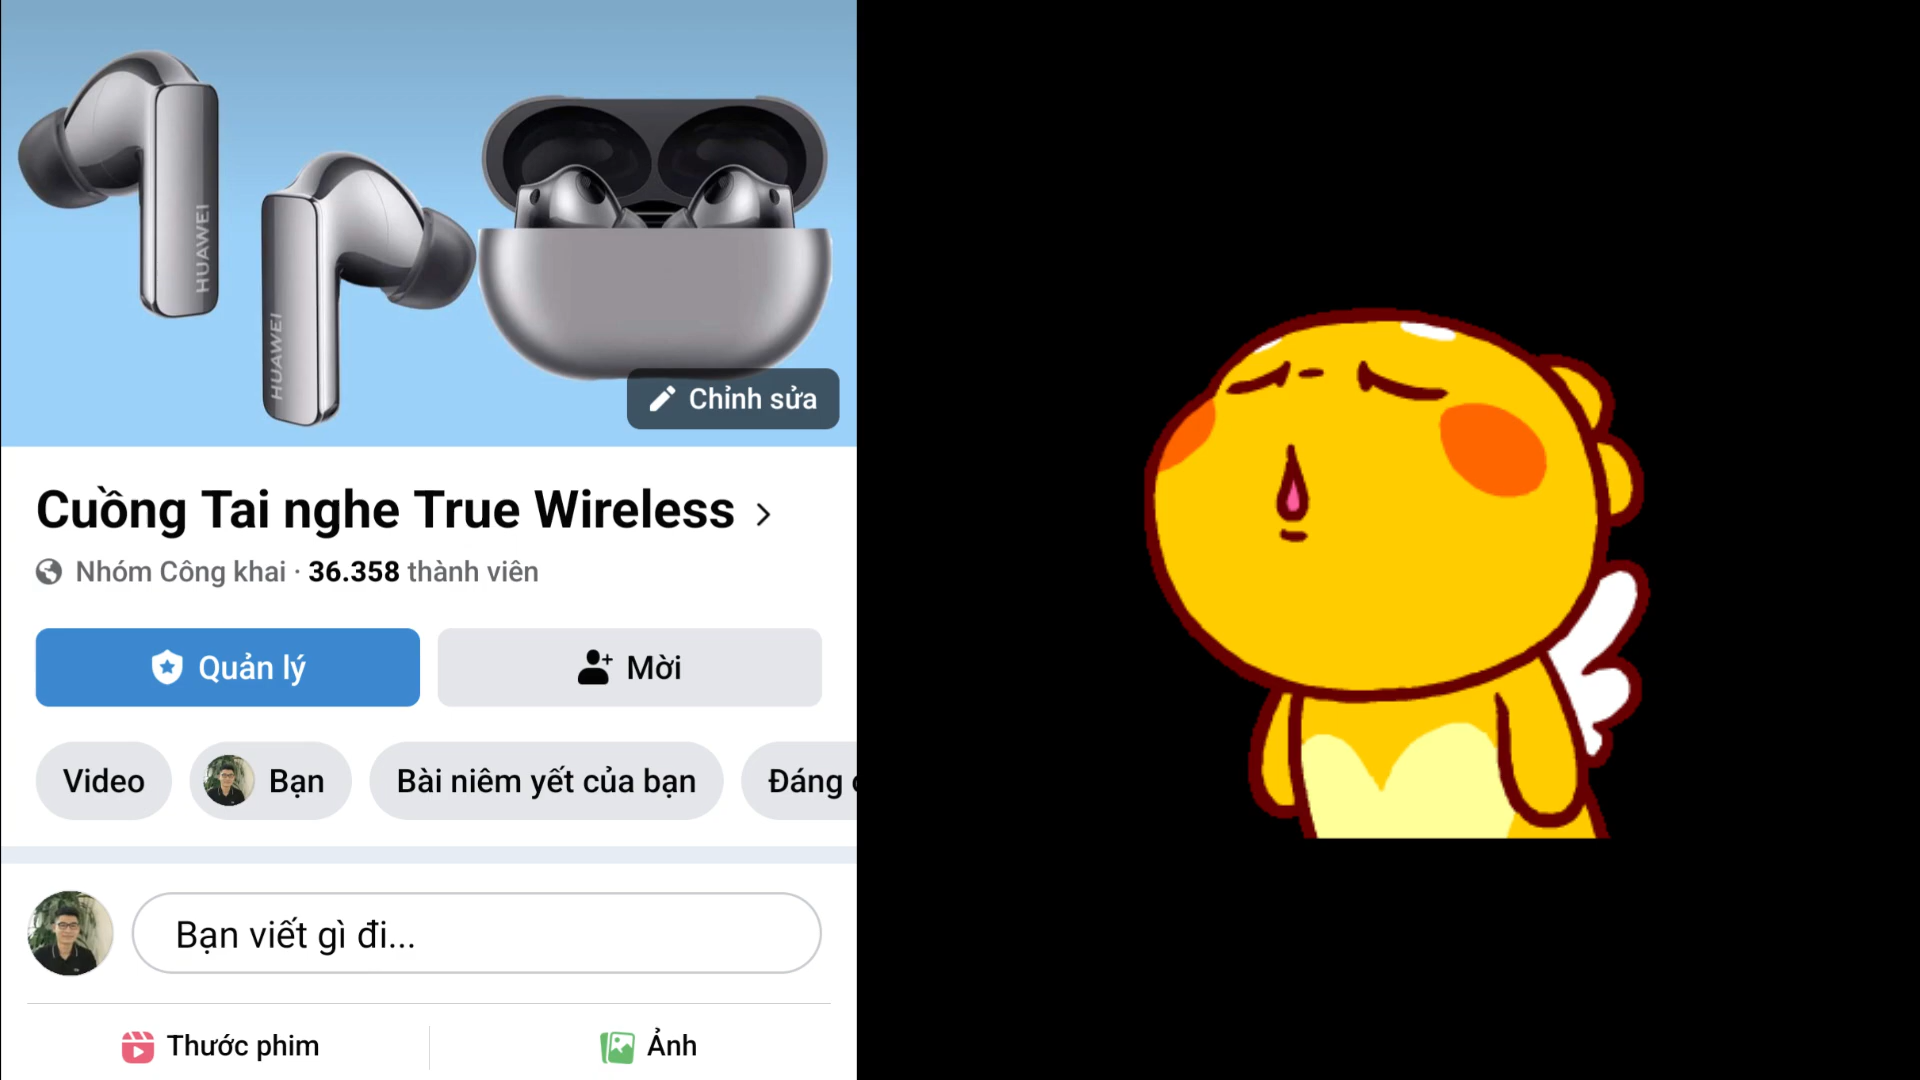 HUAWEI
HUAWEI
Chỉnh sửa
Cuồng Tai nghe True Wireless
Nhóm Công khai · 36.358 thành viên
Quản lý
Mời
Video
Bạn
Bài niêm yết của bạn
Đáng
Bạn viết gì đi...
Thước phim
Ảnh